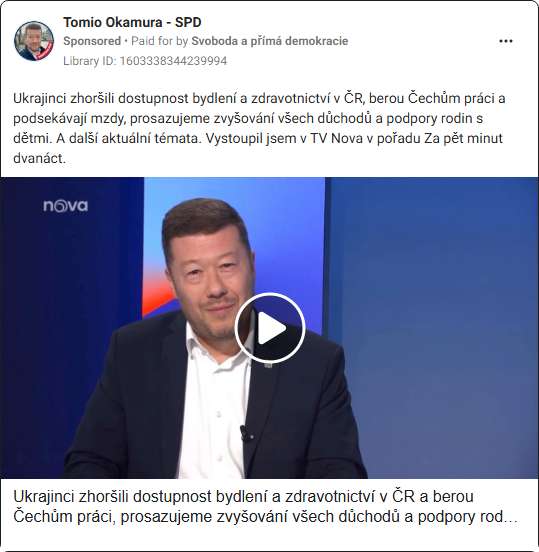 Tomio Okamura - SPD
Sponsored • Paid for by Svoboda a přímá demokracie
Library ID: 1603338344239994
Ukrajinci zhoršili dostupnost bydlení a zdravotnictví v ČR, berou Čechům práci a
podsekávají mzdy, prosazujeme zvyšování všech důchodů a podpory rodin s
dětmi. A další aktuální témata. Vystoupil jsem v TV Nova v pořadu Za pět minut
dvanáct.
nova
Ukrajinci zhoršili dostupnost bydlení a zdravotnictví v ČR a berou
Čechům práci, prosazujeme zvyšování všech důchodů a podpory rod...